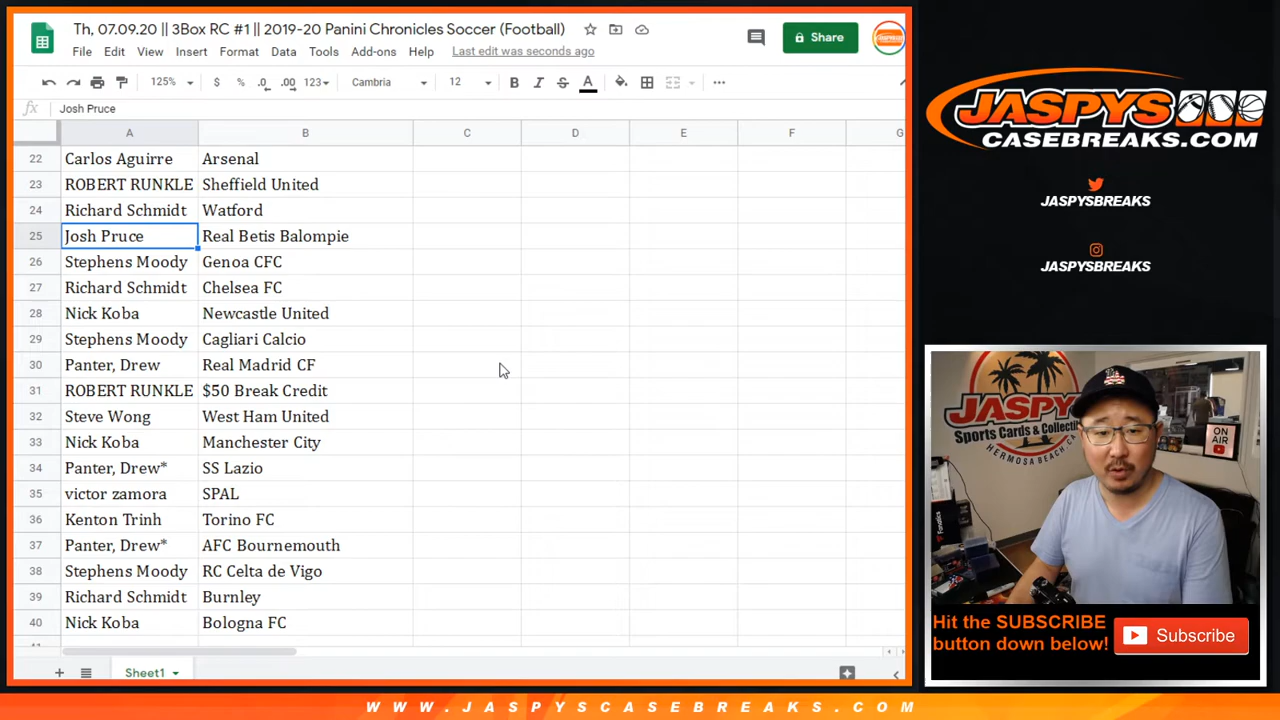 Th, 07.09.20 || 3Box RC #1 || 2019-20 Panini Chronicles Soccer (Football)
File Edit View Insert Format Data Tools Add-ons Help Last edit was seconds ago
Share
125% $ % .0 .00 123 Cambria 12 B I S A
fx Josh Pruce
A B C D E F G
22 Carlos Aguirre Arsenal
23 ROBERT RUNKLE Sheffield United
24 Richard Schmidt Watford
25 Josh Pruce Real Betis Balompie
26 Stephens Moody Genoa CFC
27 Richard Schmidt Chelsea FC
28 Nick Koba Newcastle United
29 Stephens Moody Cagliari Calcio
30 Panter, Drew Real Madrid CF
31 ROBERT RUNKLE $50 Break Credit
32 Steve Wong West Ham United
33 Nick Koba Manchester City
34 Panter, Drew* SS Lazio
35 victor zamora SPAL
36 Kenton Trinh Torino FC
37 Panter, Drew* AFC Bournemouth
38 Stephens Moody RC Celta de Vigo
39 Richard Schmidt Burnley
40 Nick Koba Bologna FC
Sheet1
JASPYS
CASEBREAKS.COM
JASPYSBREAKS
JASPYSBREAKS
JASPYS
Sports Cards & Collectib
HERMOSA BEACH, CA
ON AIR
Fanatics
Hit the SUBSCRIBE
button down below!
Subscribe
WWW.JASPYSCASEBREAKS.COM